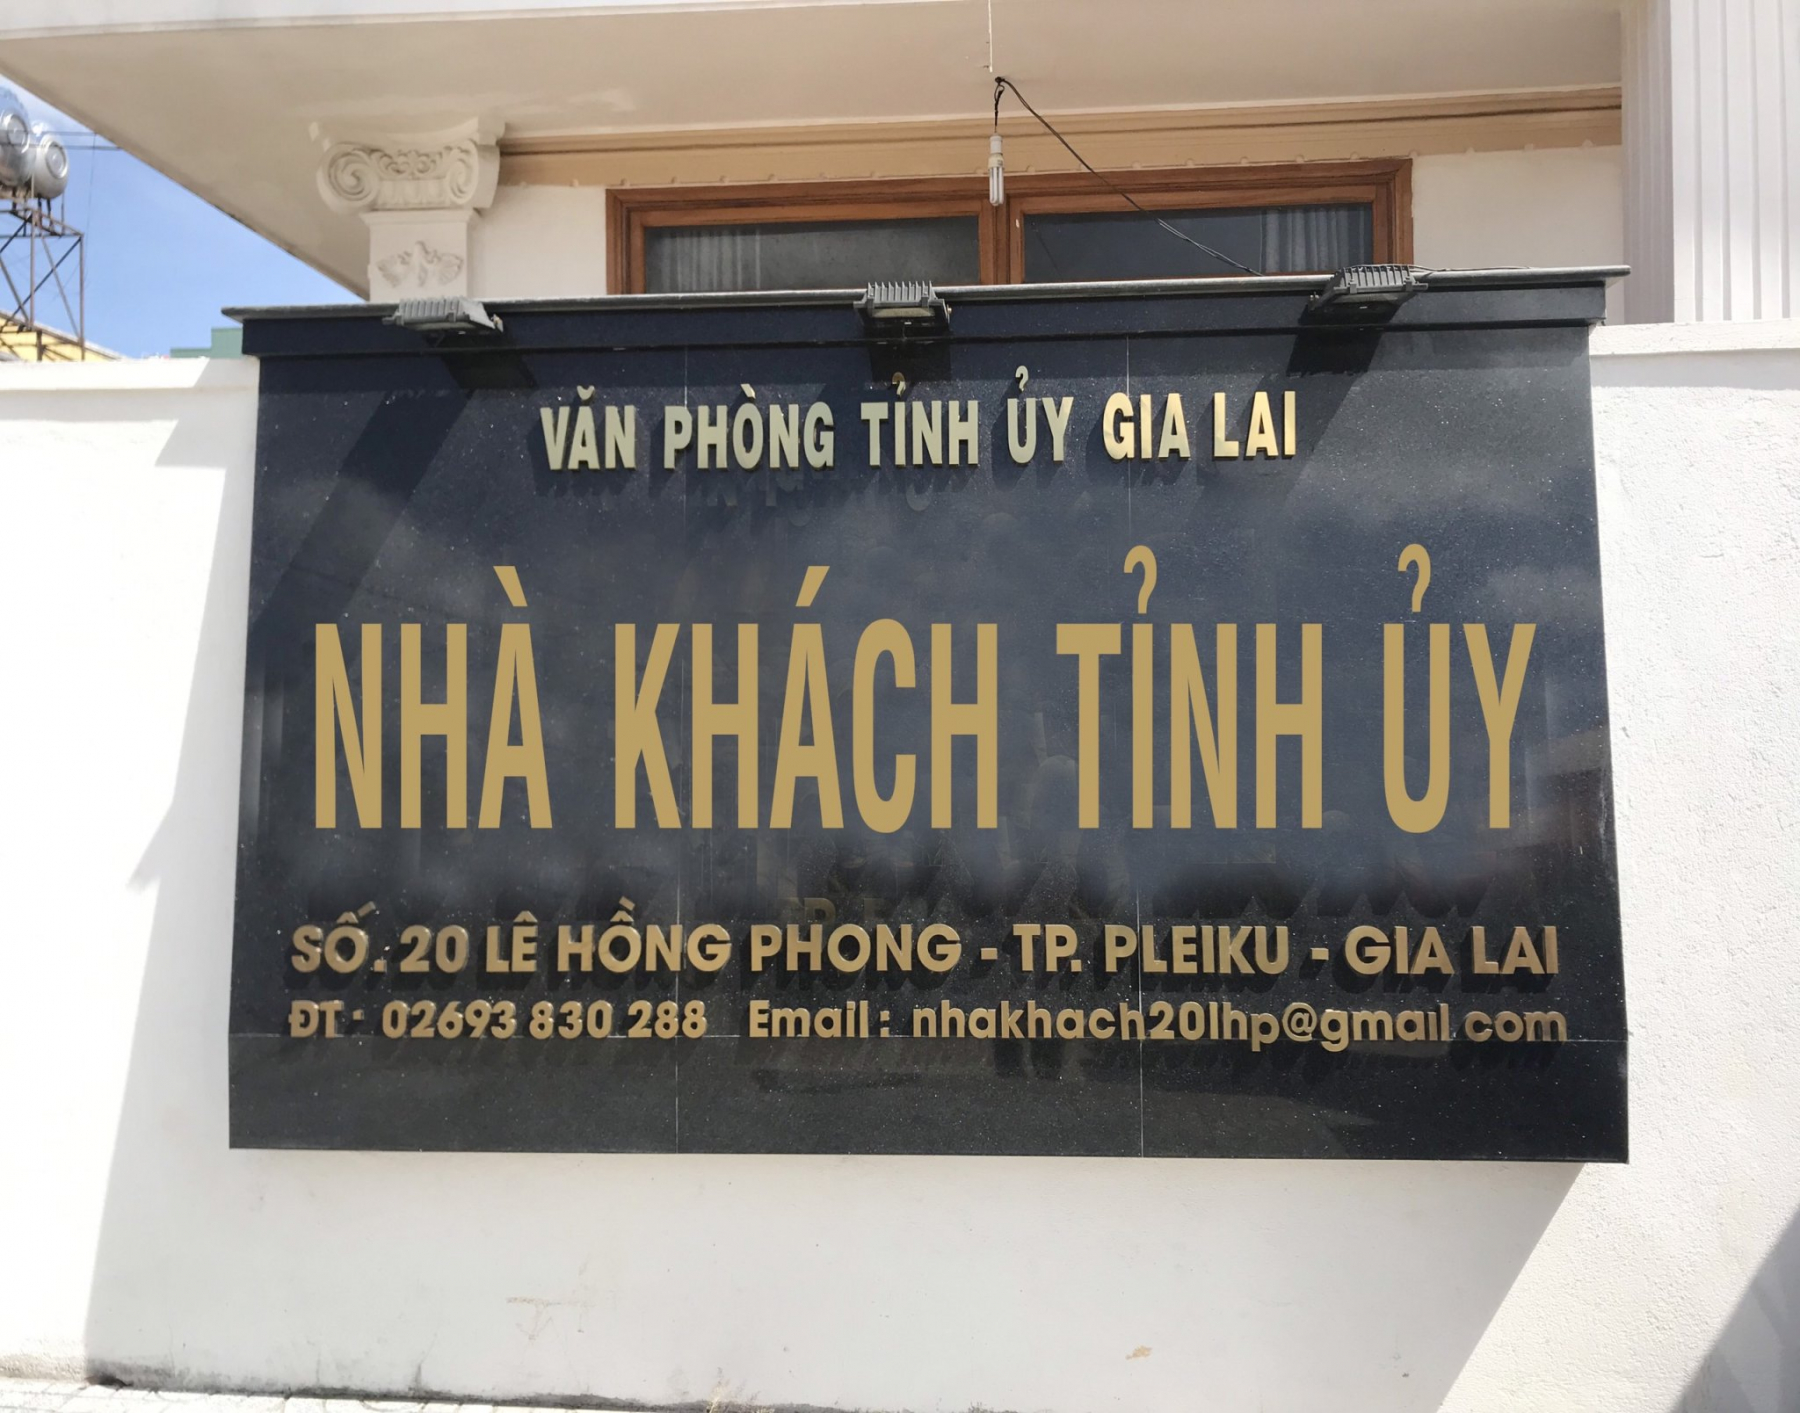 VĂN PHÒNG TỈNH ỦY GIA LAI
NHÀ KHÁCH TỈNH ỦY
SỐ: 20 LÊ HỒNG PHONG - TP. PLEIKU - GIA LAI
ĐT: 02693 830 288 Email: nhakhach20lhp@gmail.com